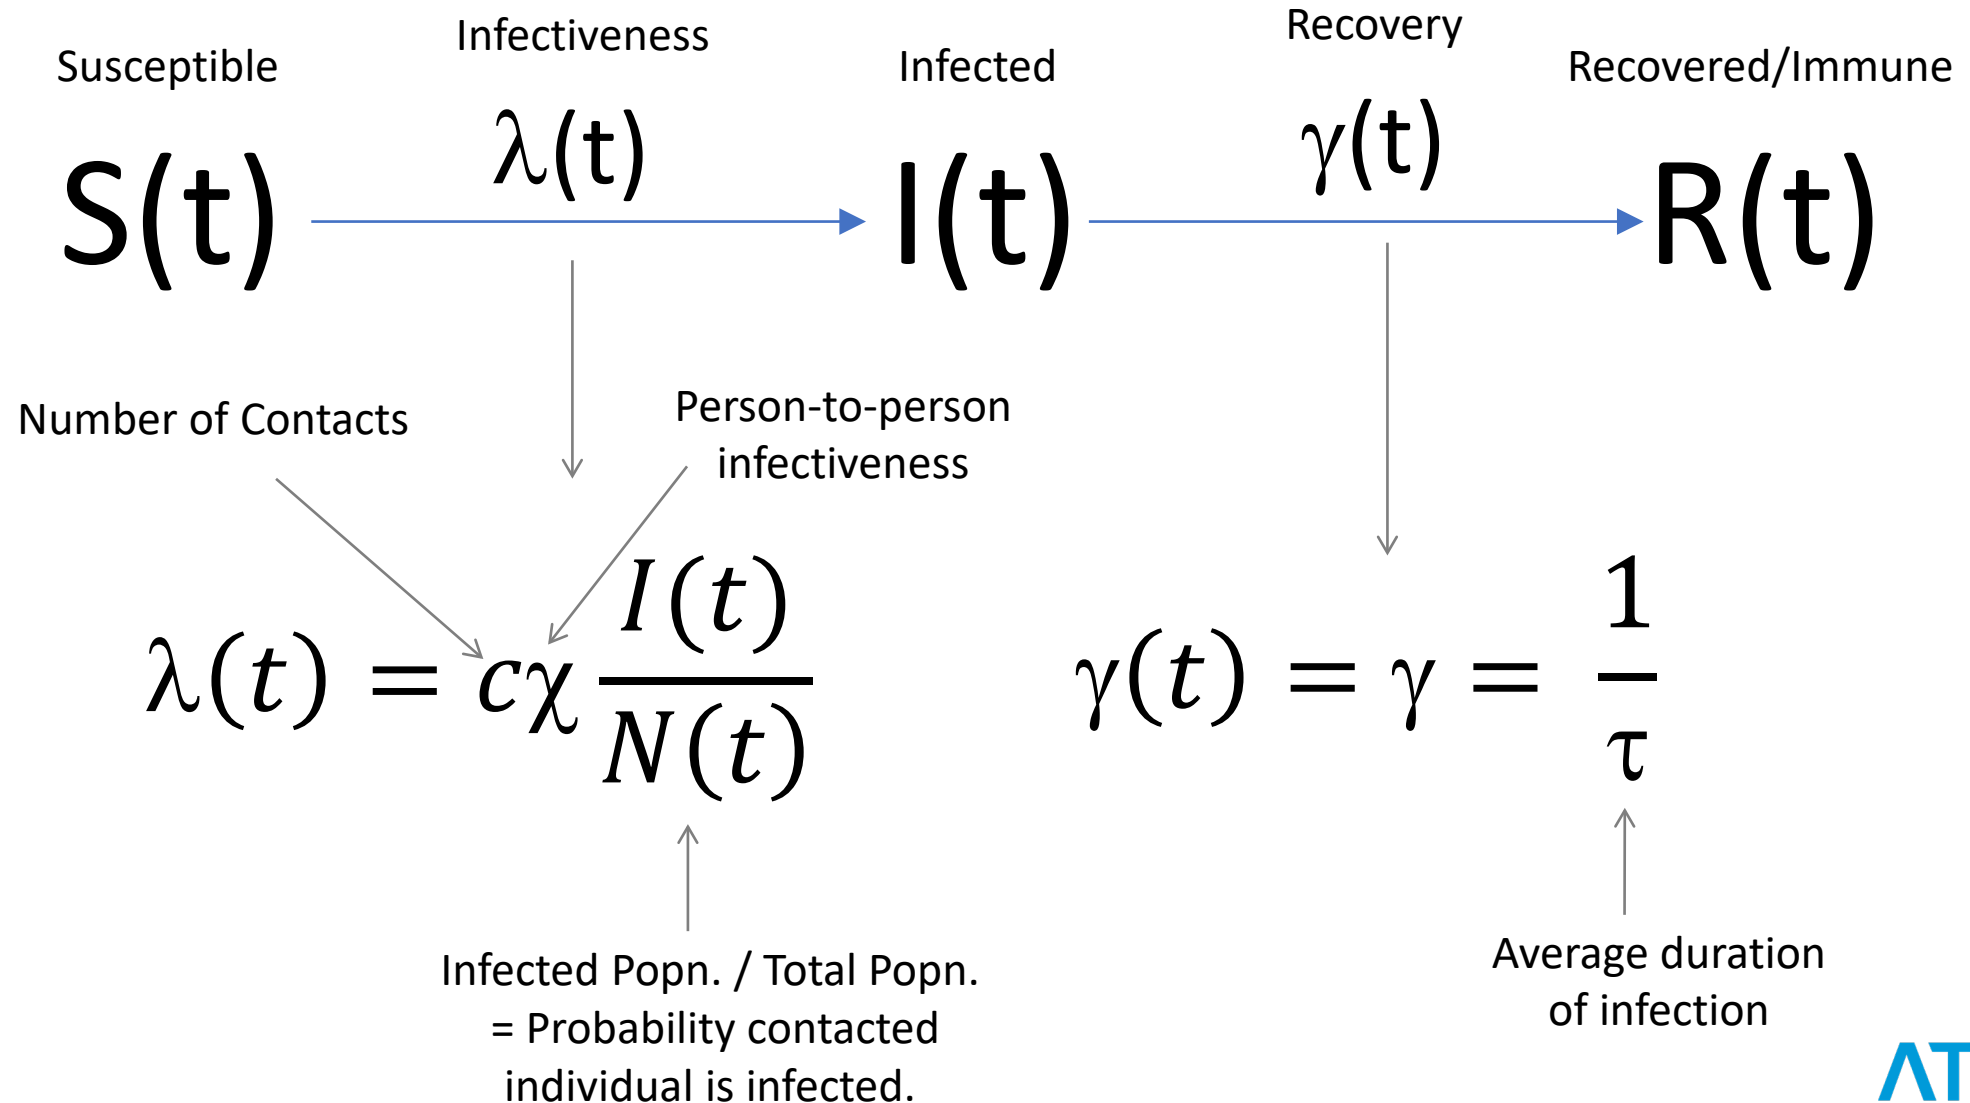 Susceptible
Infectiveness
Infected
Recovery
Recovered/Immune
S(t)
λ(t)
I(t)
γ(t)
R(t)
Number of Contacts
Person-to-person
infectiveness
λ(t) = cχ I(t)/N(t)
γ(t) = γ = 1/τ
Infected Popn. / Total Popn.
= Probability contacted
individual is infected.
Average duration
of infection
AT